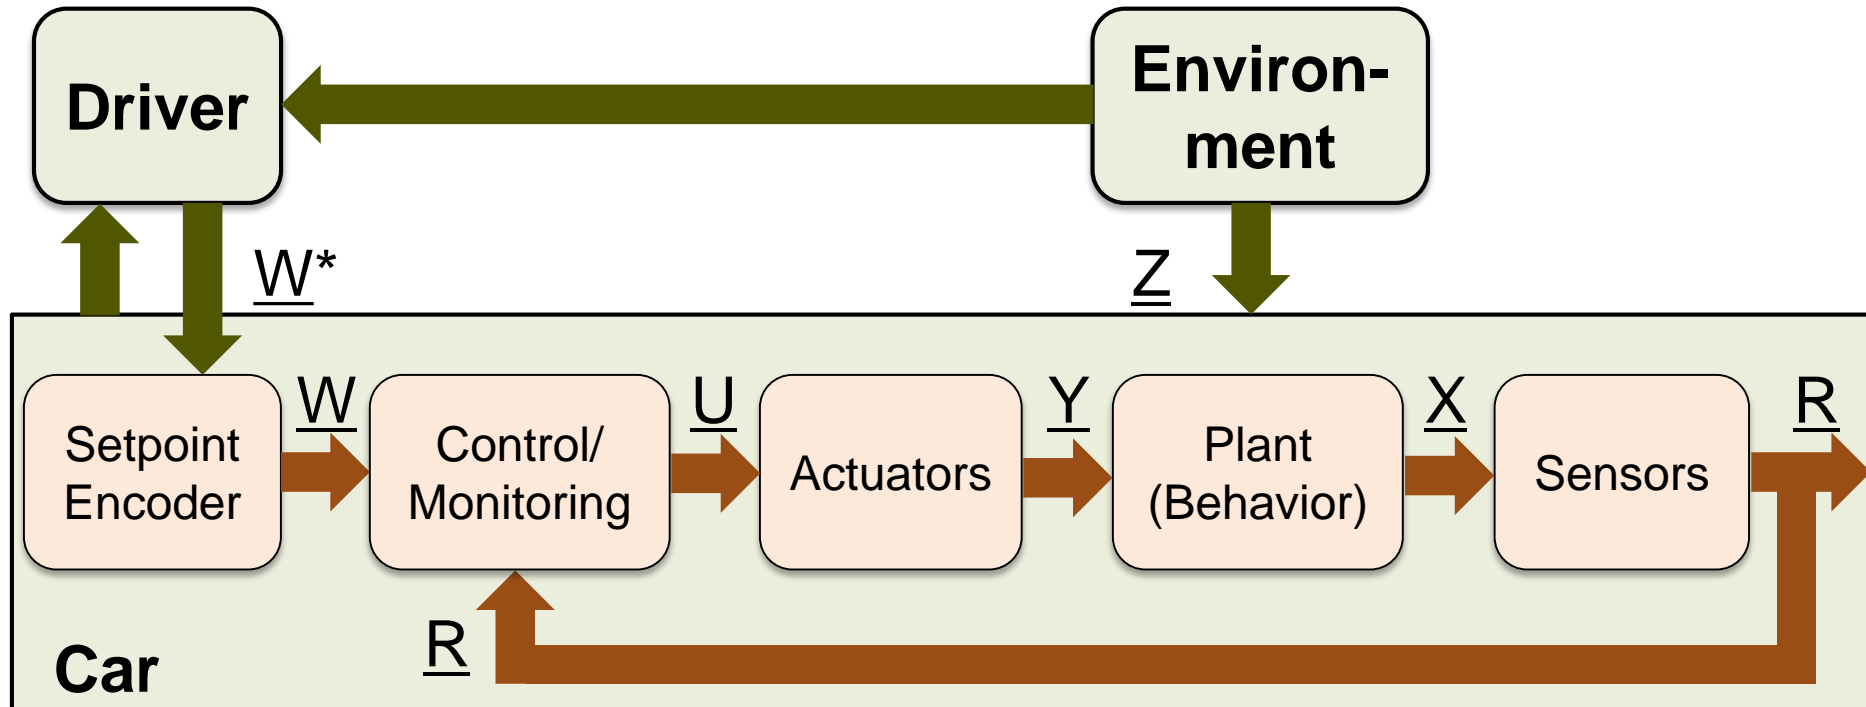 Driver
Environ-
ment
W*
Z
W
U
Y
X
R
Setpoint
Encoder
Control/
Monitoring
Actuators
Plant
(Behavior)
Sensors
R
Car